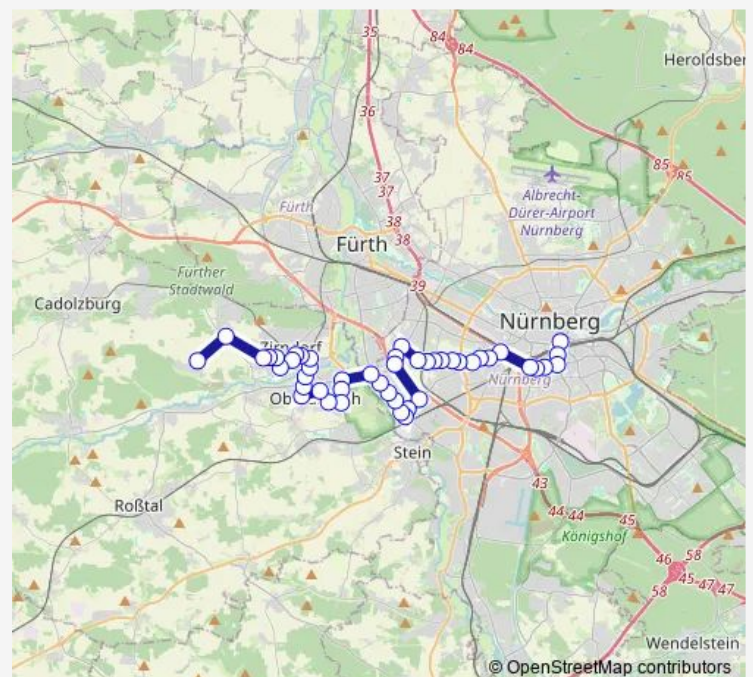 35
84
84
Heroldsber
36
37
37
85
85
Albrecht-
Dürer-Airport
Nürnberg
Fürth
38
38
Fürth
Fürther
Stadtwald
39
Cadolzburg
Nürnberg
Zirndorf
Nürnberg
Stein
43
Roßtal
44
44
45
Königshof
46
58
45
47
47
58
Wendelstein
© OpenStreetMap contributors